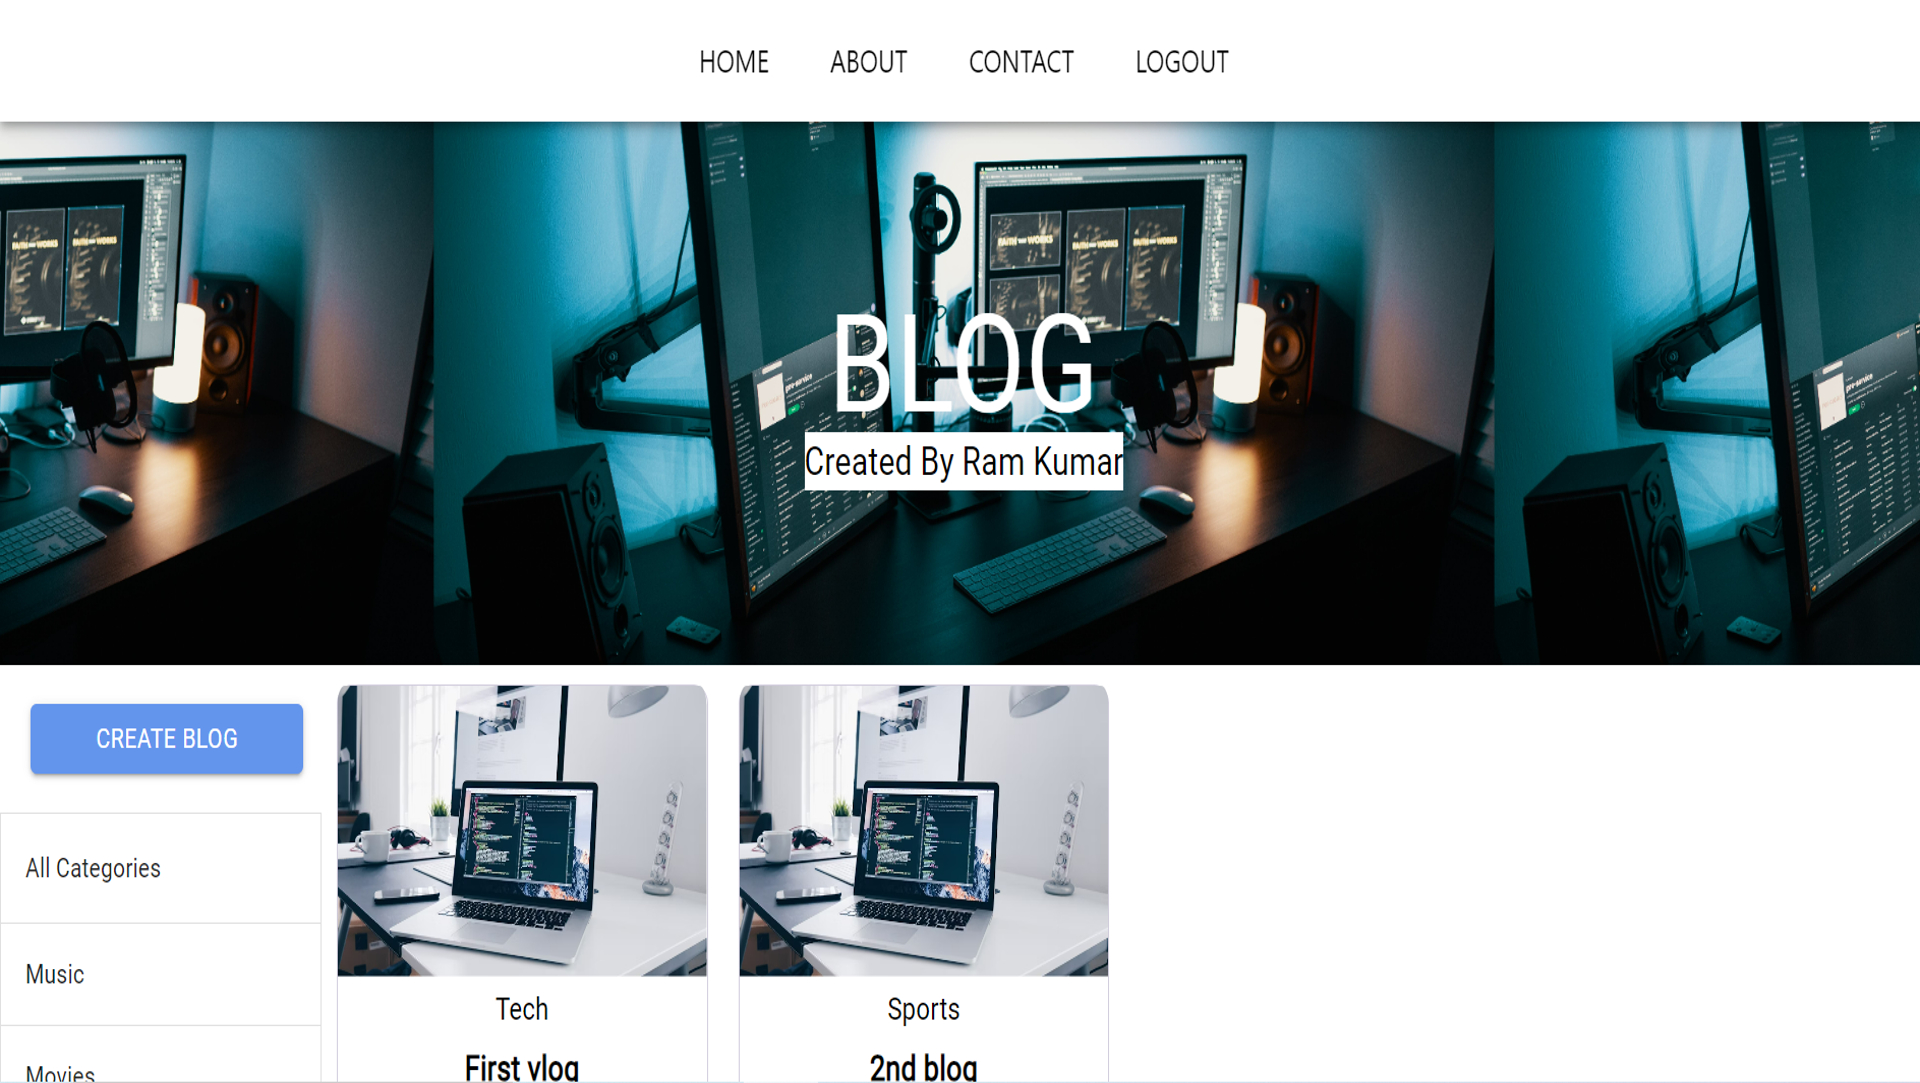 HOME ABOUT CONTACT LOGOUT
BLOG
Created By Ram Kumar
CREATE BLOG
All Categories
Music
Movies
Tech
First vlog
Sports
2nd blog